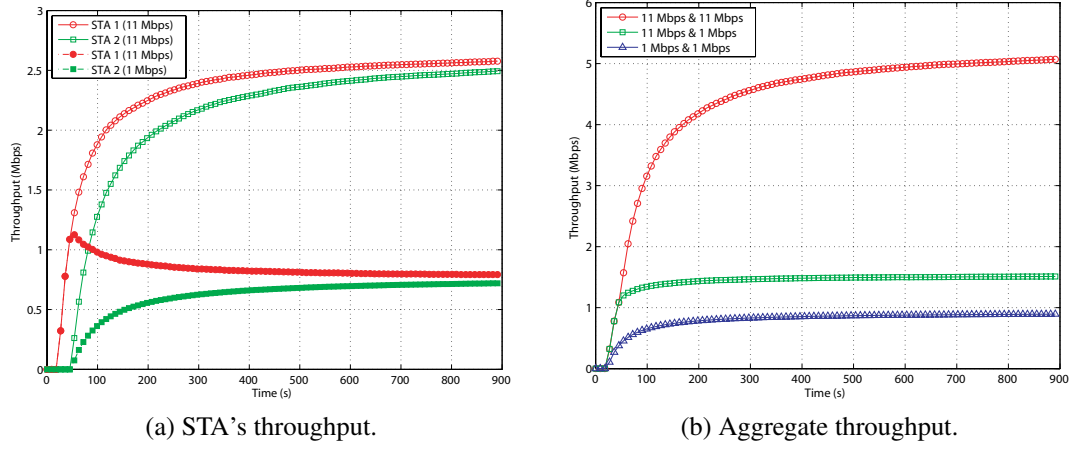 3
2.5
2
1.5
1
0.5
0
Throughput (Mbps)
STA 1 (11 Mbps)
STA 2 (11 Mbps)
STA 1 (11 Mbps)
STA 2 (1 Mbps)
0 100 200 300 400 500 600 700 800 900
Time (s)
(a) STA's throughput.
6
5
4
3
2
1
0
Throughput (Mbps)
11 Mbps & 11 Mbps
11 Mbps & 1 Mbps
1 Mbps & 1 Mbps
0 100 200 300 400 500 600 700 800 900
Time (s)
(b) Aggregate throughput.